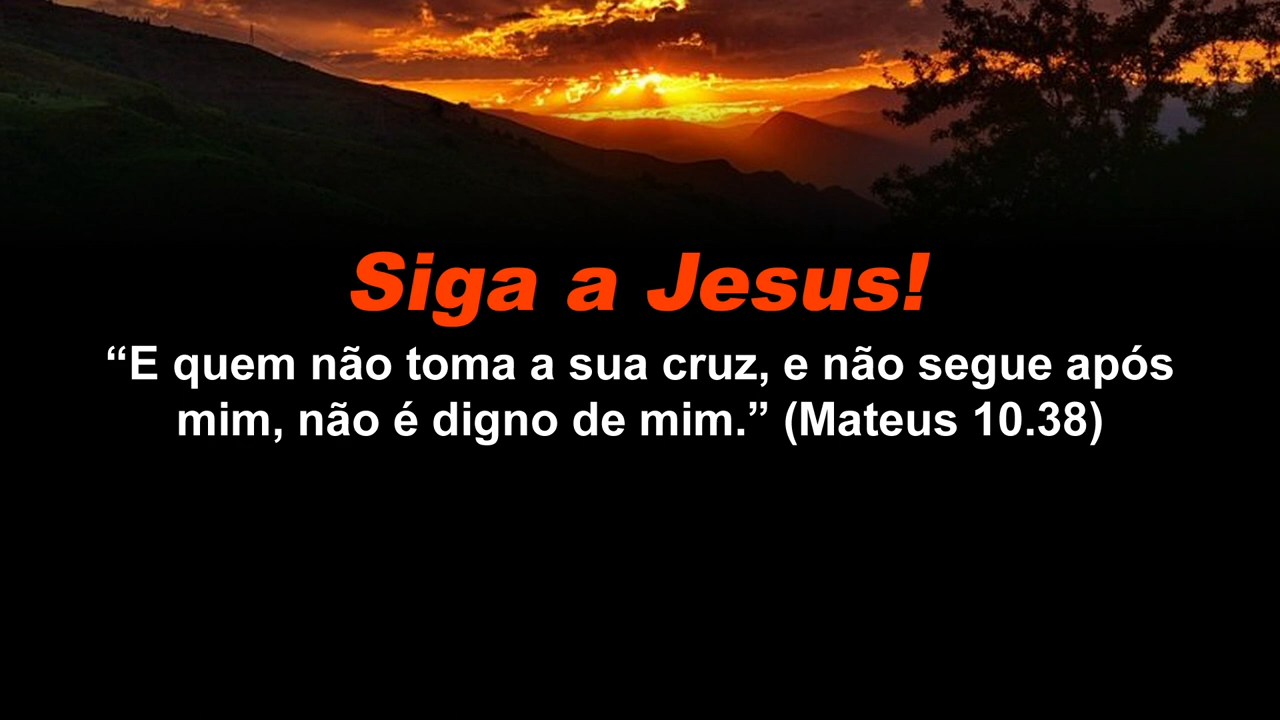 Siga a Jesus!
“E quem não toma a sua cruz, e não segue após
mim, não é digno de mim.” (Mateus 10.38)